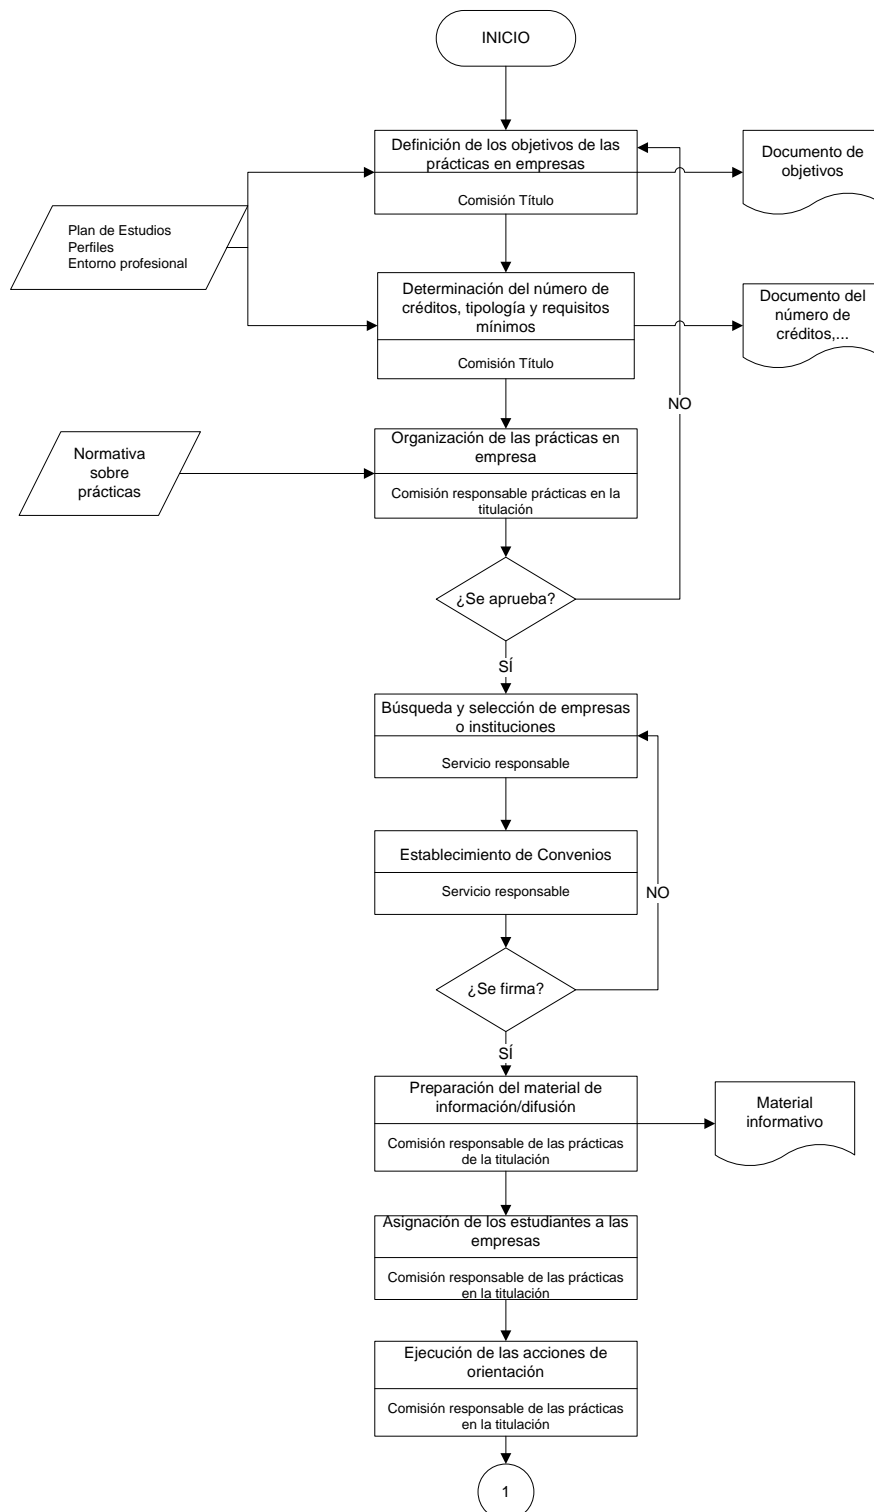 INICIO
Definición de los objetivos de las
prácticas en empresas
Comisión Título
Documento de
objetivos
Plan de Estudios
Perfiles
Entorno profesional
Determinación del número de
créditos, tipología y requisitos
mínimos
Comisión Título
Documento del
número de
créditos,...
NO
Organización de las prácticas en
empresa
Comisión responsable prácticas en la
titulación
Normativa
sobre
prácticas
¿Se aprueba?
SÍ
Búsqueda y selección de empresas
o instituciones
Servicio responsable
Establecimiento de Convenios
Servicio responsable
NO
¿Se firma?
SÍ
Preparación del material de
información/difusión
Comisión responsable de las prácticas
de la titulación
Material
informativo
Asignación de los estudiantes a las
empresas
Comisión responsable de las prácticas
en la titulación
Ejecución de las acciones de
orientación
Comisión responsable de las prácticas
en la titulación
1